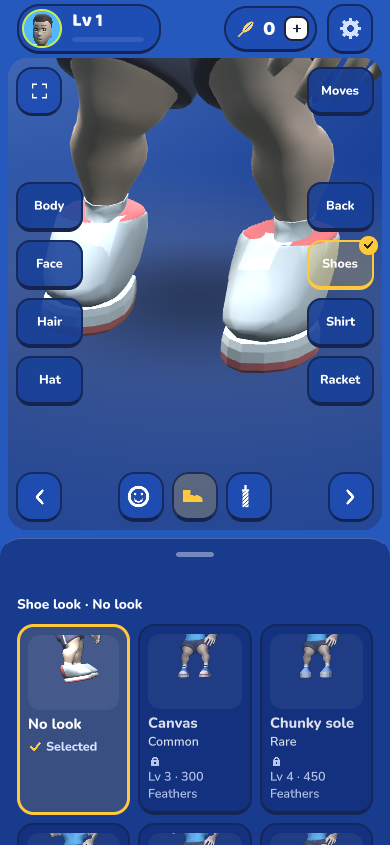 Lv 1
0
+
Moves
Body
Back
Face
Shoes
Hair
Shirt
Hat
Racket
Shoe look · No look
No look
Selected
Canvas
Common
Lv 3 · 300
Feathers
Chunky sole
Rare
Lv 4 · 450
Feathers